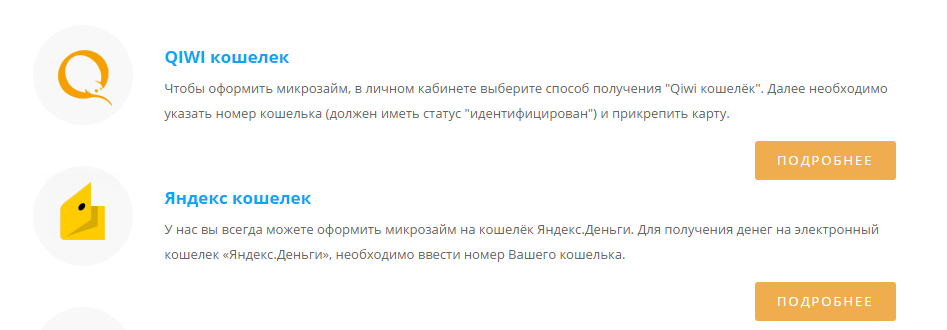 QIWI кошелек
Чтобы оформить микрозайм, в личном кабинете выберите способ получения "Qiwi кошелёк". Далее необходимо
указать номер кошелька (должен иметь статус "идентифицирован") и прикрепить карту.
ПОДРОБНЕЕ
Яндекс кошелек
У нас вы всегда можете оформить микрозайм на кошелёк Яндекс.Деньги. Для получения денег на электронный
кошелек «Яндекс.Деньги», необходимо ввести номер Вашего кошелька.
ПОДРОБНЕЕ